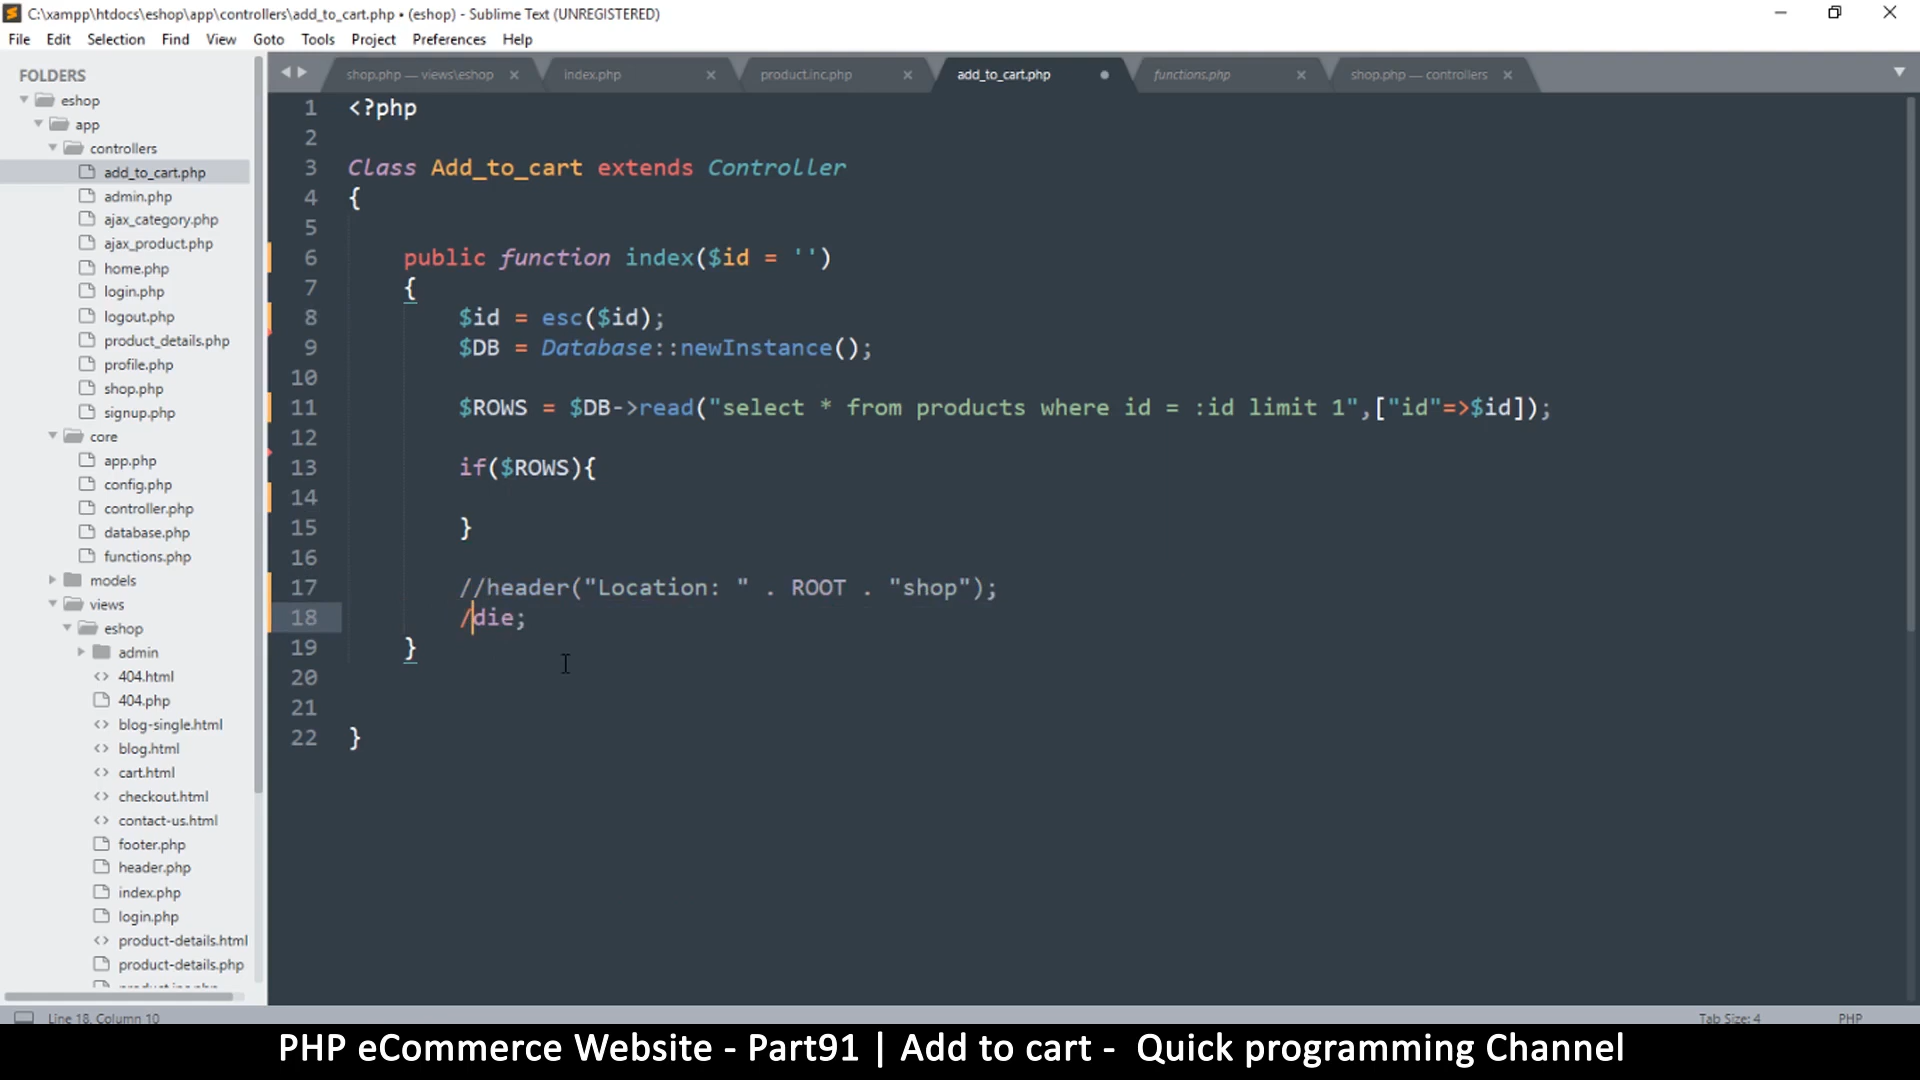 C:\xampp\htdocs\eshop\app\controllers\add_to_cart.php • (eshop) - Sublime Text (UNREGISTERED)
File Edit Selection Find View Goto Tools Project Preferences Help
FOLDERS
eshop
app
controllers
add_to_cart.php
admin.php
ajax_category.php
ajax_product.php
home.php
login.php
logout.php
product_details.php
profile.php
shop.php
signup.php
core
app.php
config.php
controller.php
database.php
functions.php
models
views
eshop
admin
404.html
404.php
blog-single.html
blog.html
cart.html
checkout.html
contact-us.html
footer.php
header.php
index.php
login.php
product-details.html
product-details.php
shop.php — views\eshop
index.php
product.inc.php
add_to_cart.php
functions.php
shop.php — controllers
1 <?php
2
3 Class Add_to_cart extends Controller
4 {
5
6 public function index($id = '')
7 {
8 $id = esc($id);
9 $DB = Database::newInstance();
10
11 $ROWS = $DB->read("select * from products where id = :id limit 1",["id"=>$id]);
12
13 if($ROWS){
14
15 }
16
17 //header("Location: " . ROOT . "shop");
18 /die;
19 }
20
21
22 }
Line 18, Column 10
Tab Size: 4
PHP
PHP eCommerce Website - Part91 | Add to cart - Quick programming Channel